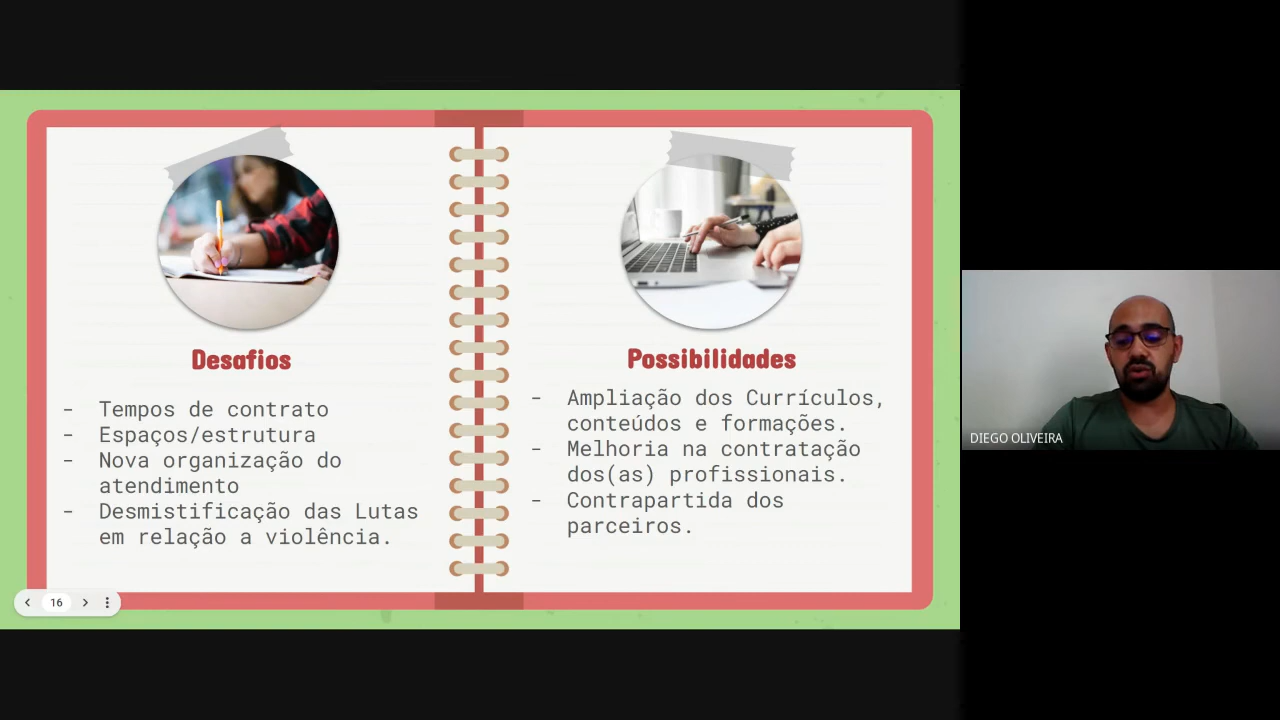 Desafios
- Tempos de contrato
- Espaços/estrutura
- Nova organização do
atendimento
- Desmistificação das Lutas
em relação a violência.
Possibilidades
- Ampliação dos Currículos,
conteúdos e formações.
- Melhoria na contratação
dos(as) profissionais.
- Contrapartida dos
parceiros.
16
DIEGO OLIVEIRA